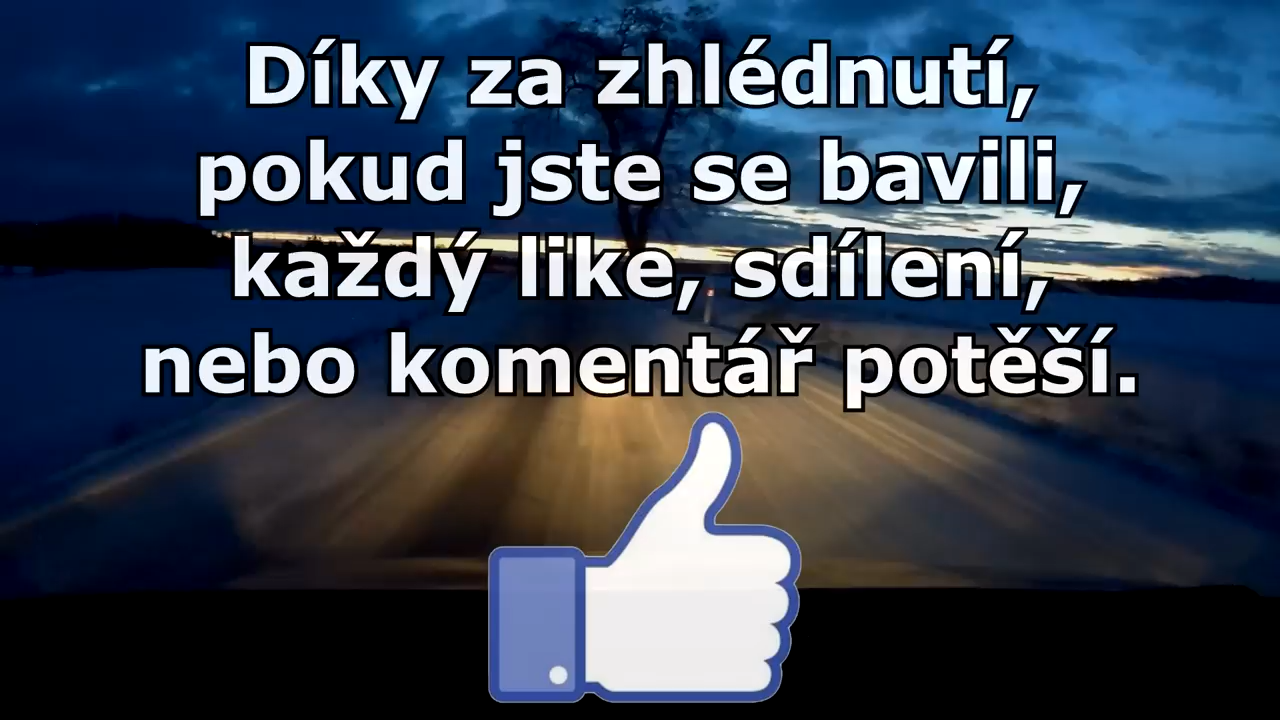 Díky za zhlédnutí,
pokud jste se bavili,
každý like, sdílení,
nebo komentář potěší.